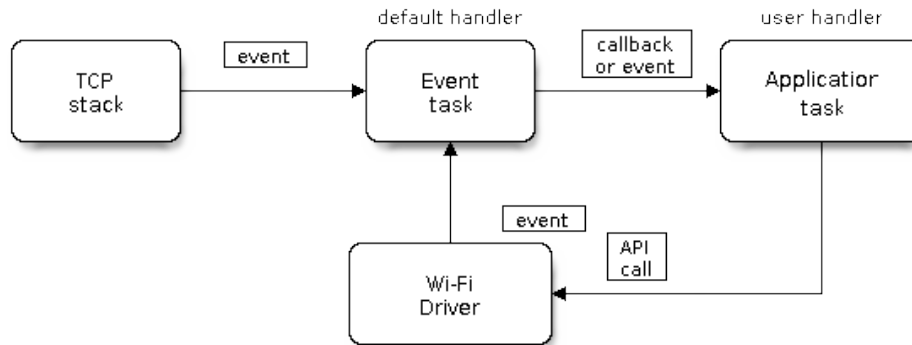 default handler
user handler
TCP
stack
event
Event
task
callback
or event
Application
task
event
API
call
Wi-Fi
Driver